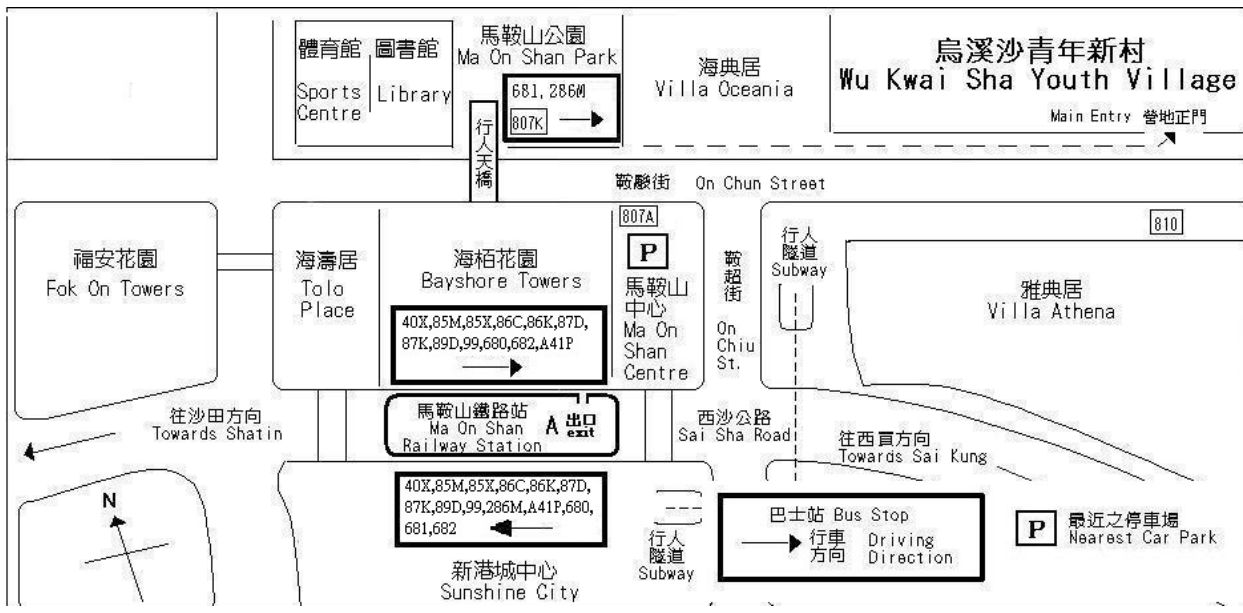 體育館
圖書館
Sports
Centre
Library
馬鞍山公園
Ma On Shan Park
681, 286M
807K
海典居
Villa Oceania
烏溪沙青年新村
Wu Kwai Sha Youth Village
Main Entry 營地正門
行人天橋
鞍駿街 On Chun Street
福安花園
Fok On Towers
海濤居
Tolo
Place
海栢花園
Bayshore Towers
40X,85M,85X,86C,86K,87D,
87K,89D,99,680,682,A41P
807A
P
馬鞍山
中心
Ma On
Shan
Centre
鞍超街
On
Chiu
St.
行人
隧道
Subway
810
雅典居
Villa Athena
往沙田方向
Towards Shatin
馬鞍山鐵路站
Ma On Shan
Railway Station
A 出口
exit
西沙公路
Sai Sha Road
往西貢方向
Towards Sai Kung
N
40X,85M,85X,86C,86K,87D,
87K,89D,99,286M,A41P,680,
681,682
新港城中心
Sunshine City
行人
隧道
Subway
巴士站 Bus Stop
行車
方向
Driving
Direction
P
最近之停車場
Nearest Car Park